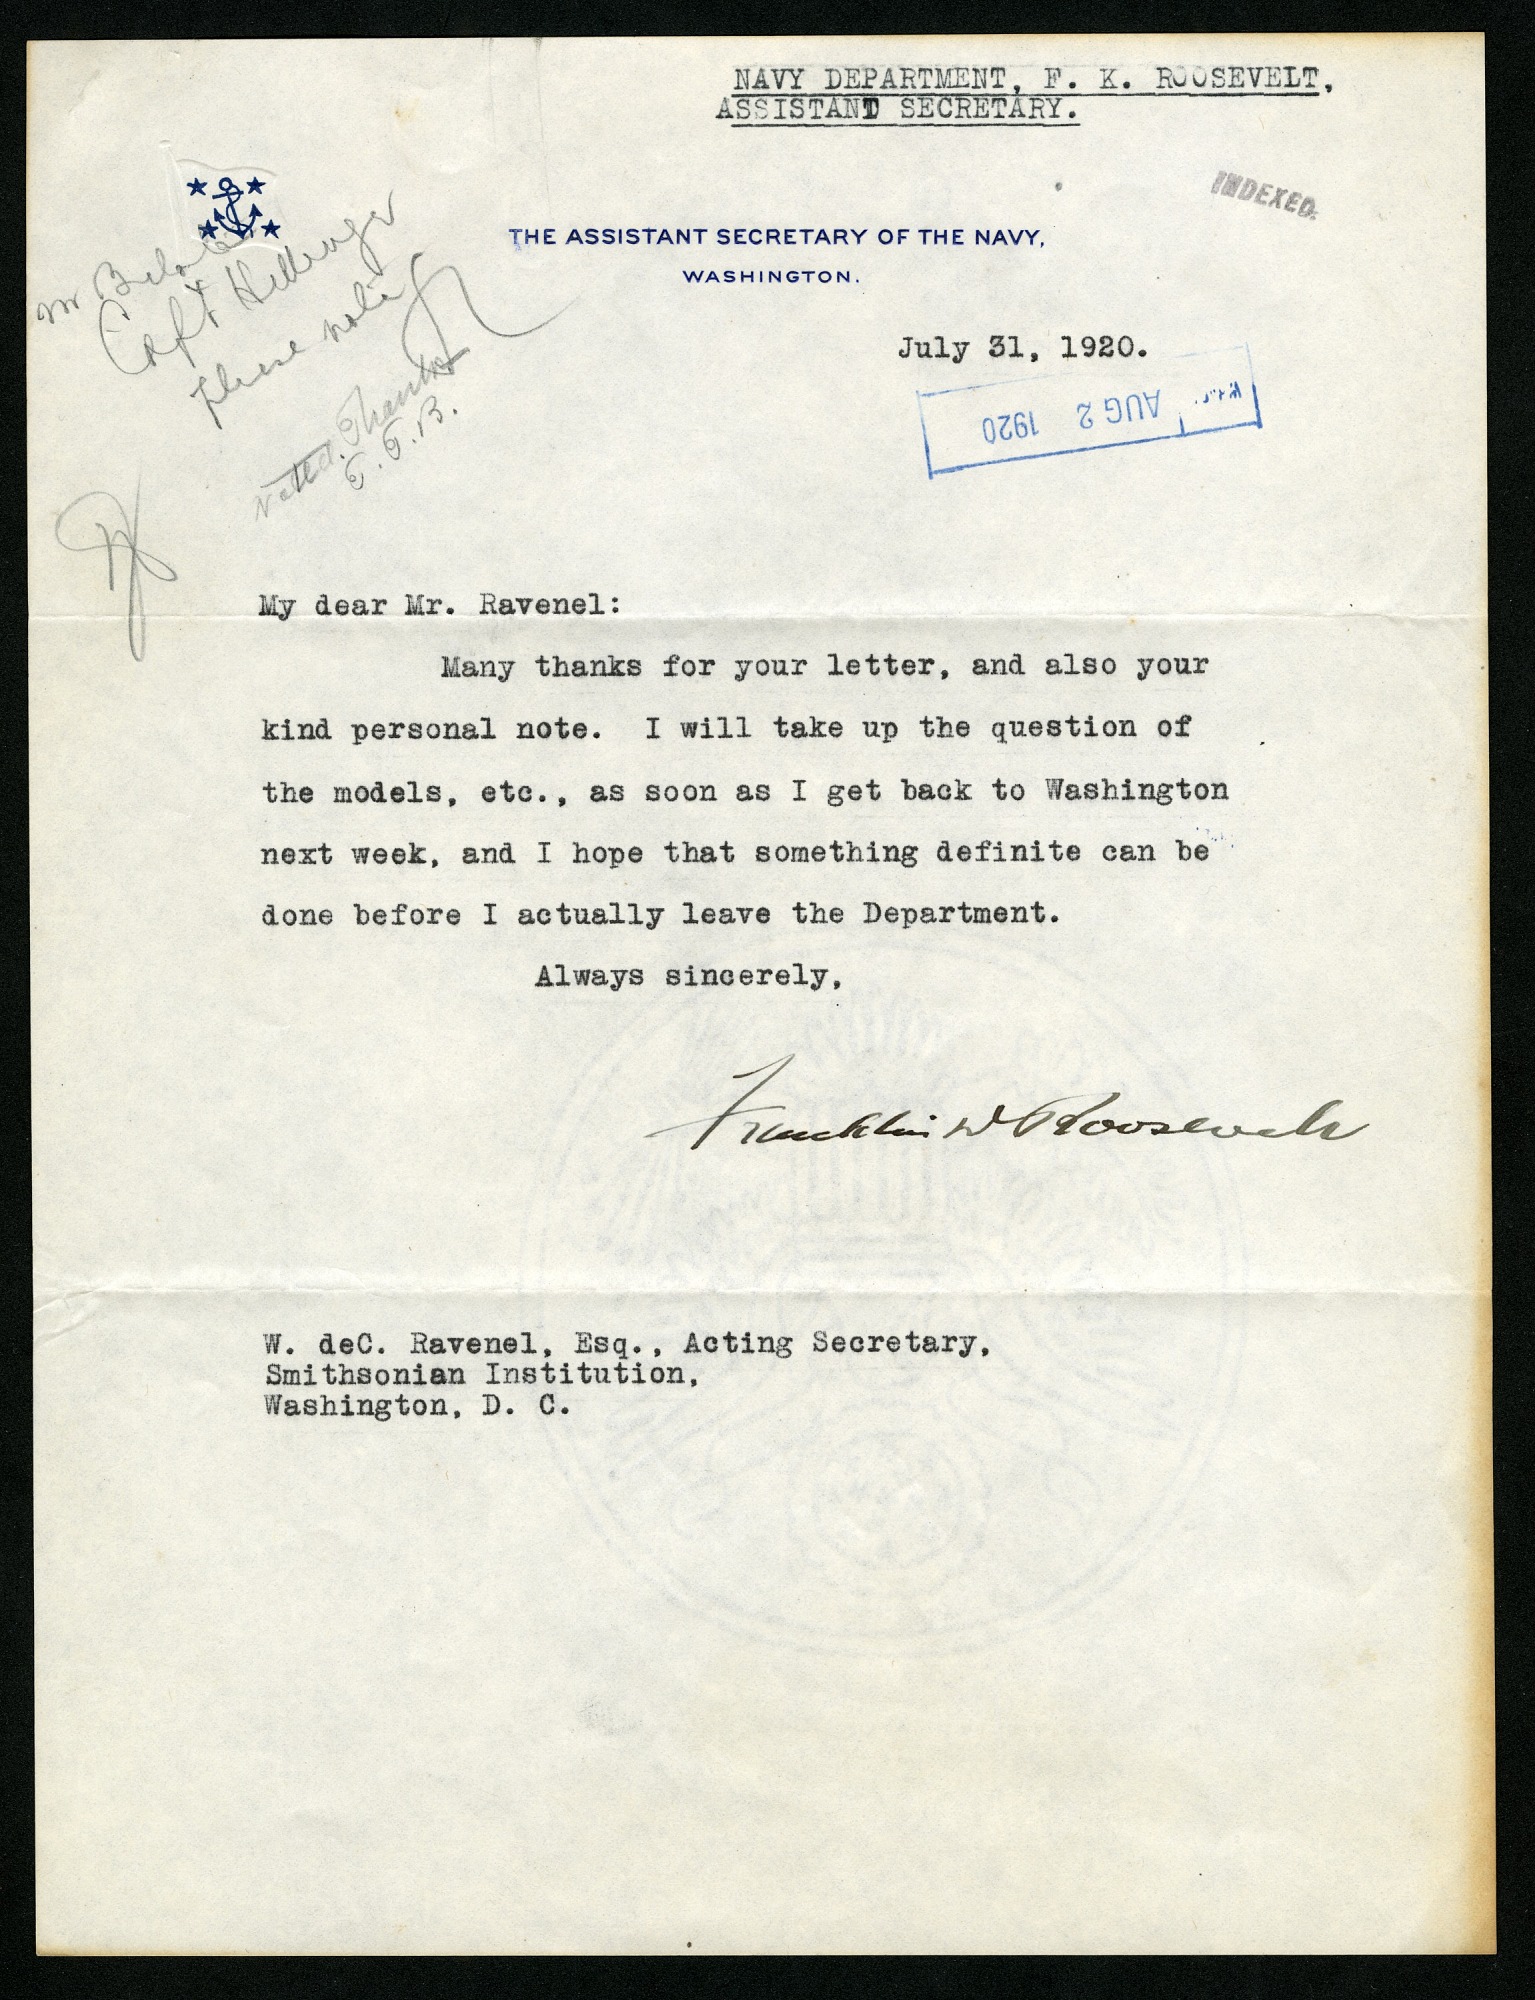 NAVY DEPARTMENT, F. K. ROOSEVELT,
ASSISTANT SECRETARY.
INDEXED.
THE ASSISTANT SECRETARY OF THE NAVY,
WASHINGTON.
Mr
Capt
please note
Noted. Thanks
July 31, 1920.
AUG 2 1920
My dear Mr. Ravenel:
Many thanks for your letter, and also your
kind personal note. I will take up the question of
the models, etc., as soon as I get back to Washington
next week, and I hope that something definite can be
done before I actually leave the Department.
Always sincerely,
Franklin D Roosevelt
W. deC. Ravenel, Esq., Acting Secretary,
Smithsonian Institution,
Washington, D. C.